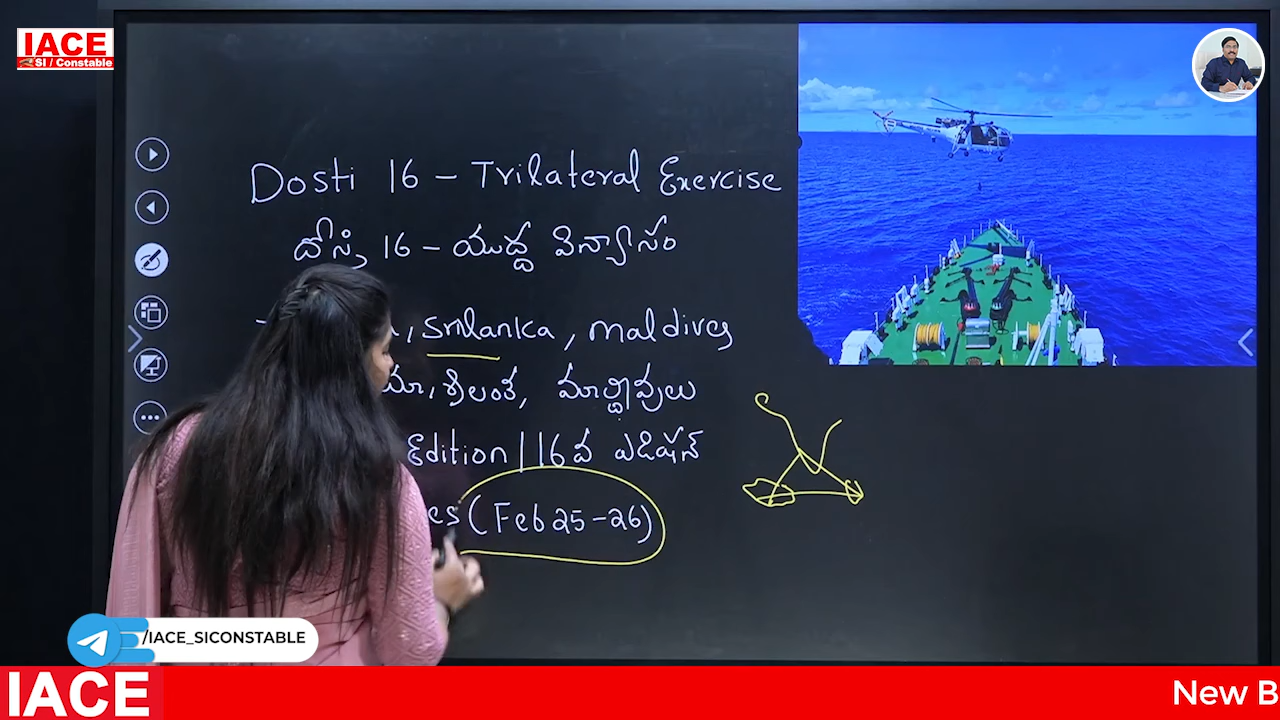 IACE
SI / Constable
Dosti 16 – Trilateral Exercise
దోస్తి 16 – యుద్ధ విన్యాసం
, Srilanka, Maldives
, శ్రీలంక, మాల్దీవులు
Edition / 16వ ఎడిషన్
es (Feb 25-26)
/IACE_SICONSTABLE
IACE
New B